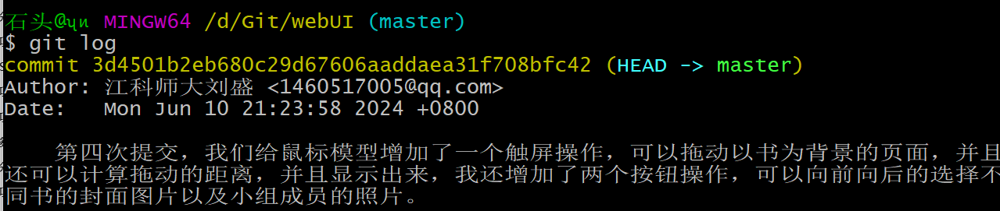 石头@ųи MINGW64 /d/Git/webUI (master)
$ git log
commit 3d4501b2eb680c29d67606aaddaea31f708bfc42 (HEAD -> master)
Author: 江科师大刘盛 <1460517005@qq.com>
Date:   Mon Jun 10 21:23:58 2024 +0800
第四次提交，我们给鼠标模型增加了一个触屏操作，可以拖动以书为背景的页面，并且
还可以计算拖动的距离，并且显示出来，我还增加了两个按钮操作，可以向前向后的选择不
同书的封面图片以及小组成员的照片。